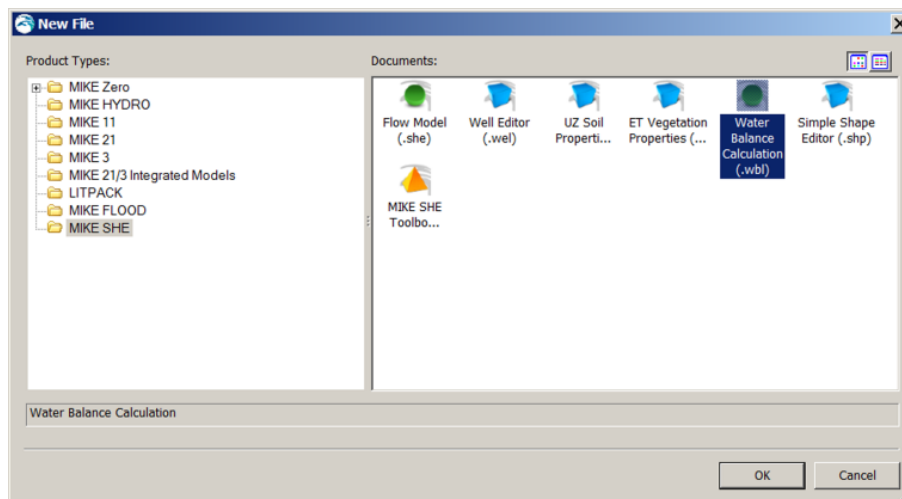 New File
Product Types:
Documents:
MIKE Zero
MIKE HYDRO
MIKE 11
MIKE 21
MIKE 3
MIKE 21/3 Integrated Models
LITPACK
MIKE FLOOD
MIKE SHE
Flow Model
(.she)
Well Editor
(.wel)
UZ Soil
Properti...
ET Vegetation
Properties (...
Water
Balance
Calculation
(.wbl)
Simple Shape
Editor (.shp)
MIKE SHE
Toolbo...
Water Balance Calculation
OK
Cancel